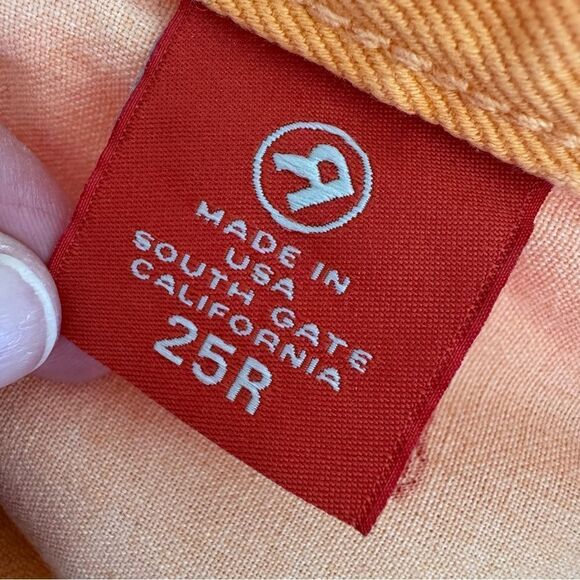 MADE IN
USA
SOUTH GATE
CALIFORNIA
25R